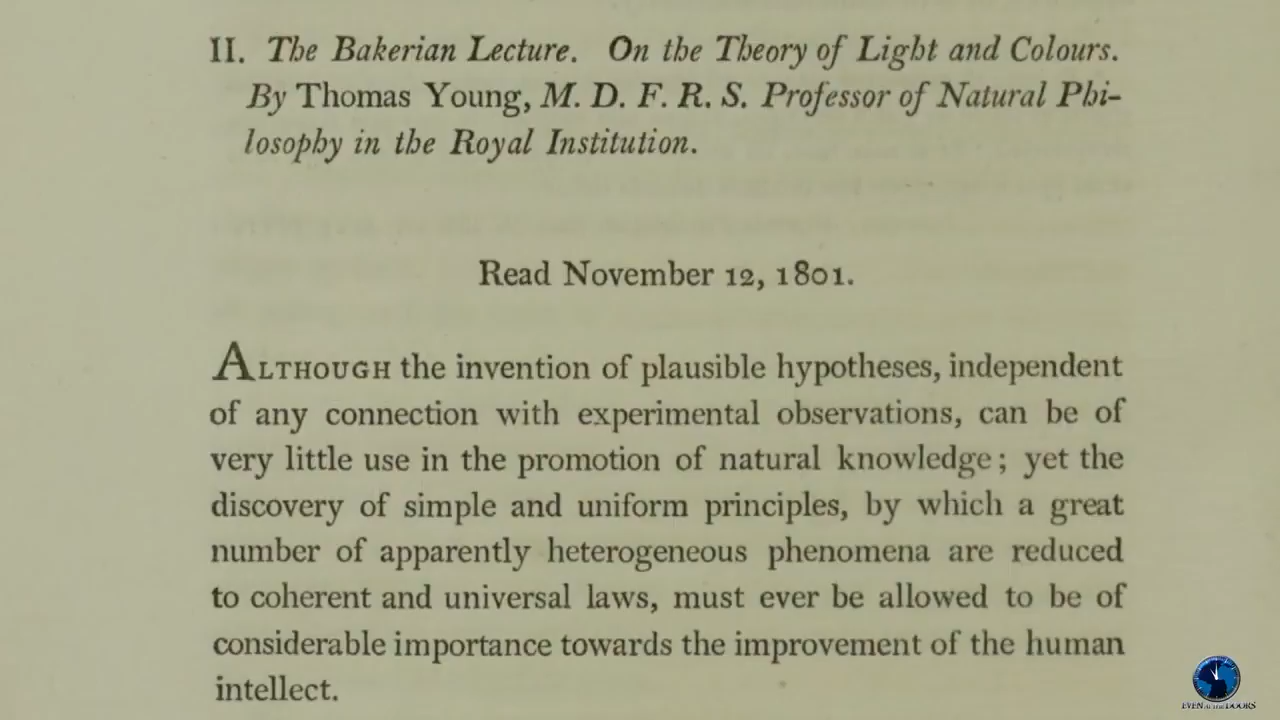 II. The Bakerian Lecture. On the Theory of Light and Colours.
By Thomas Young, M. D. F. R. S. Professor of Natural Phi-
losophy in the Royal Institution.
Read November 12, 1801.
ALTHOUGH the invention of plausible hypotheses, independent
of any connection with experimental observations, can be of
very little use in the promotion of natural knowledge; yet the
discovery of simple and uniform principles, by which a great
number of apparently heterogeneous phenomena are reduced
to coherent and universal laws, must ever be allowed to be of
considerable importance towards the improvement of the human
intellect.
EVEN at the DOORS